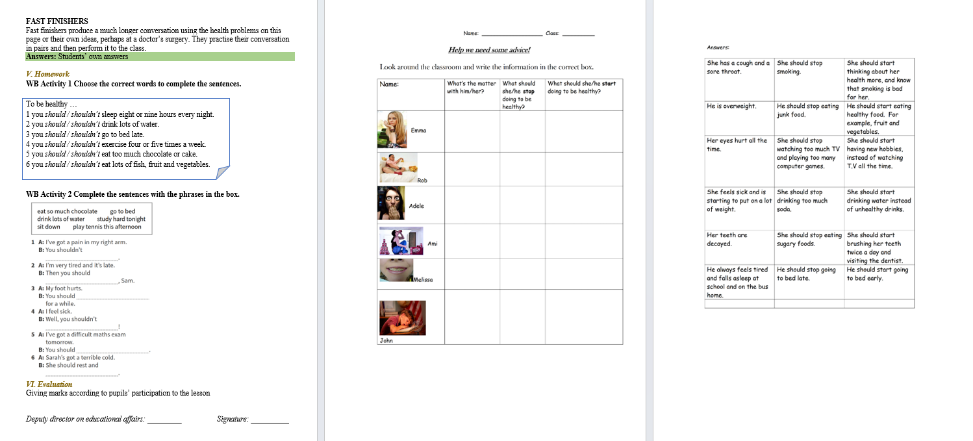 FAST FINISHERS
Fast finishers produce a much longer conversation using the health problems on this
page or their own ideas, perhaps at a doctor's surgery. They practise their conversation
in pairs and then perform it to the class.
Answers: Students' own answers
V. Homework
WB Activity 1 Choose the correct words to complete the sentences.
To be healthy …
1 you should / shouldn't sleep eight or nine hours every night.
2 you should / shouldn't drink lots of water.
3 you should / shouldn't go to bed late.
4 you should / shouldn't exercise four or five times a week.
5 you should / shouldn't eat too much chocolate or cake.
6 you should / shouldn't eat lots of fish, fruit and vegetables.
WB Activity 2 Complete the sentences with the phrases in the box.
eat so much chocolate go to bed
drink lots of water study hard tonight
sit down play tennis this afternoon
1 A: I've got a pain in my right arm.
B: You shouldn't
____________________.
2 A: I'm very tired and it's late.
B: Then you should
____________________, Sam.
3 A: My foot hurts.
B: You should ____________________
for a while.
4 A: I feel sick.
B: Well, you shouldn't
____________________!
5 A: I've got a difficult maths exam
tomorrow.
B: You should ____________________.
6 A: Sarah's got a terrible cold.
B: She should rest and
____________________.
VI. Evaluation
Giving marks according to pupils' participation to the lesson
Deputy director on educational affairs: ________ Signature: ________
Name: ______________ Class: ________
Help we need some advice!
Look around the classroom and write the information in the correct box.
Name: What's the matter with him/her? What should she/he stop doing to be healthy? What should she/he start doing to be healthy?
Emma
Rob
Adele
Ami
Melissa
John
Answers:
She has a cough and a sore throat. She should stop smoking. She should start thinking about her health more, and know that smoking is bad for her.
He is overweight. He should stop eating junk food. He should start eating healthy food. For example, fruit and vegetables.
Her eyes hurt all the time. She should stop watching too much TV and playing too many computer games. She should start having new hobbies, instead of watching T.V all the time.
She feels sick and is starting to put on a lot of weight. She should stop drinking too much soda. She should start drinking water instead of unhealthy drinks.
Her teeth are decayed. She should stop eating sugary foods. She should start brushing her teeth twice a day and visiting the dentist.
He always feels tired and falls asleep at school and on the bus home. He should stop going to bed late. He should start going to bed early.